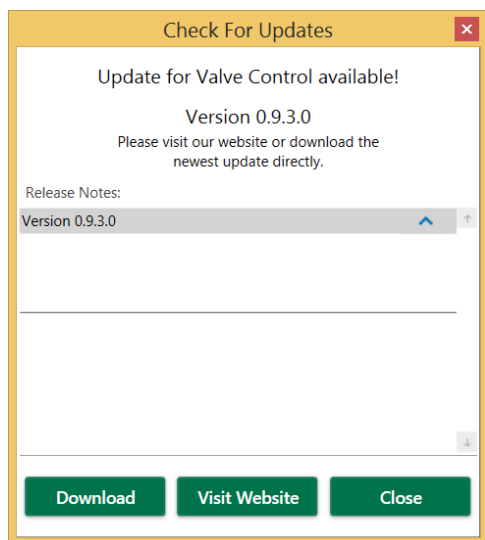 Check For Updates
Update for Valve Control available!
Version 0.9.3.0
Please visit our website or download the
newest update directly.
Release Notes:
Version 0.9.3.0
Download Visit Website Close